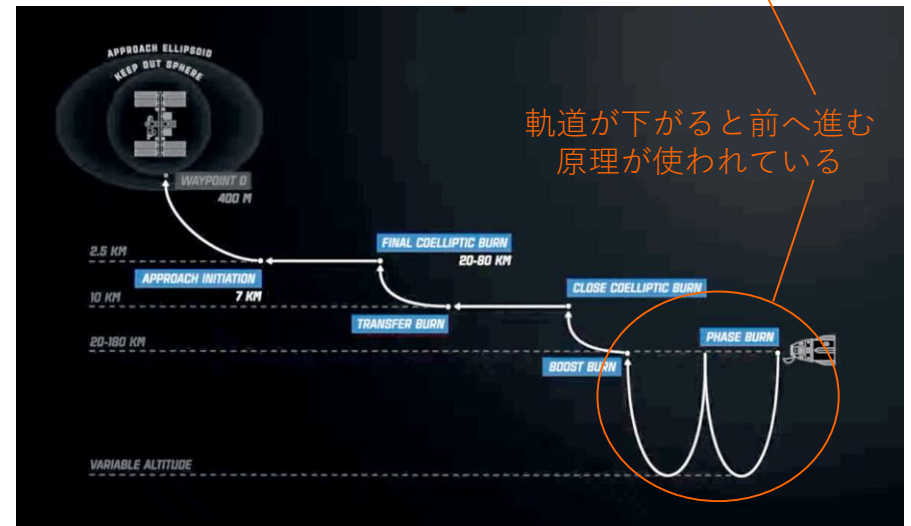 APPROACH ELLIPSOID
KEEP OUT SPHERE
軌道が下がると前へ進む
原理が使われている
WAYPOINT 0
400 M
2.5 KM
FINAL COELLIPTIC BURN
20-80 KM
APPROACH INITIATION
7 KM
CLOSE COELLIPTIC BURN
10 KM
TRANSFER BURN
PHASE BURN
20-180 KM
BOOST BURN
VARIABLE ALTITUDE